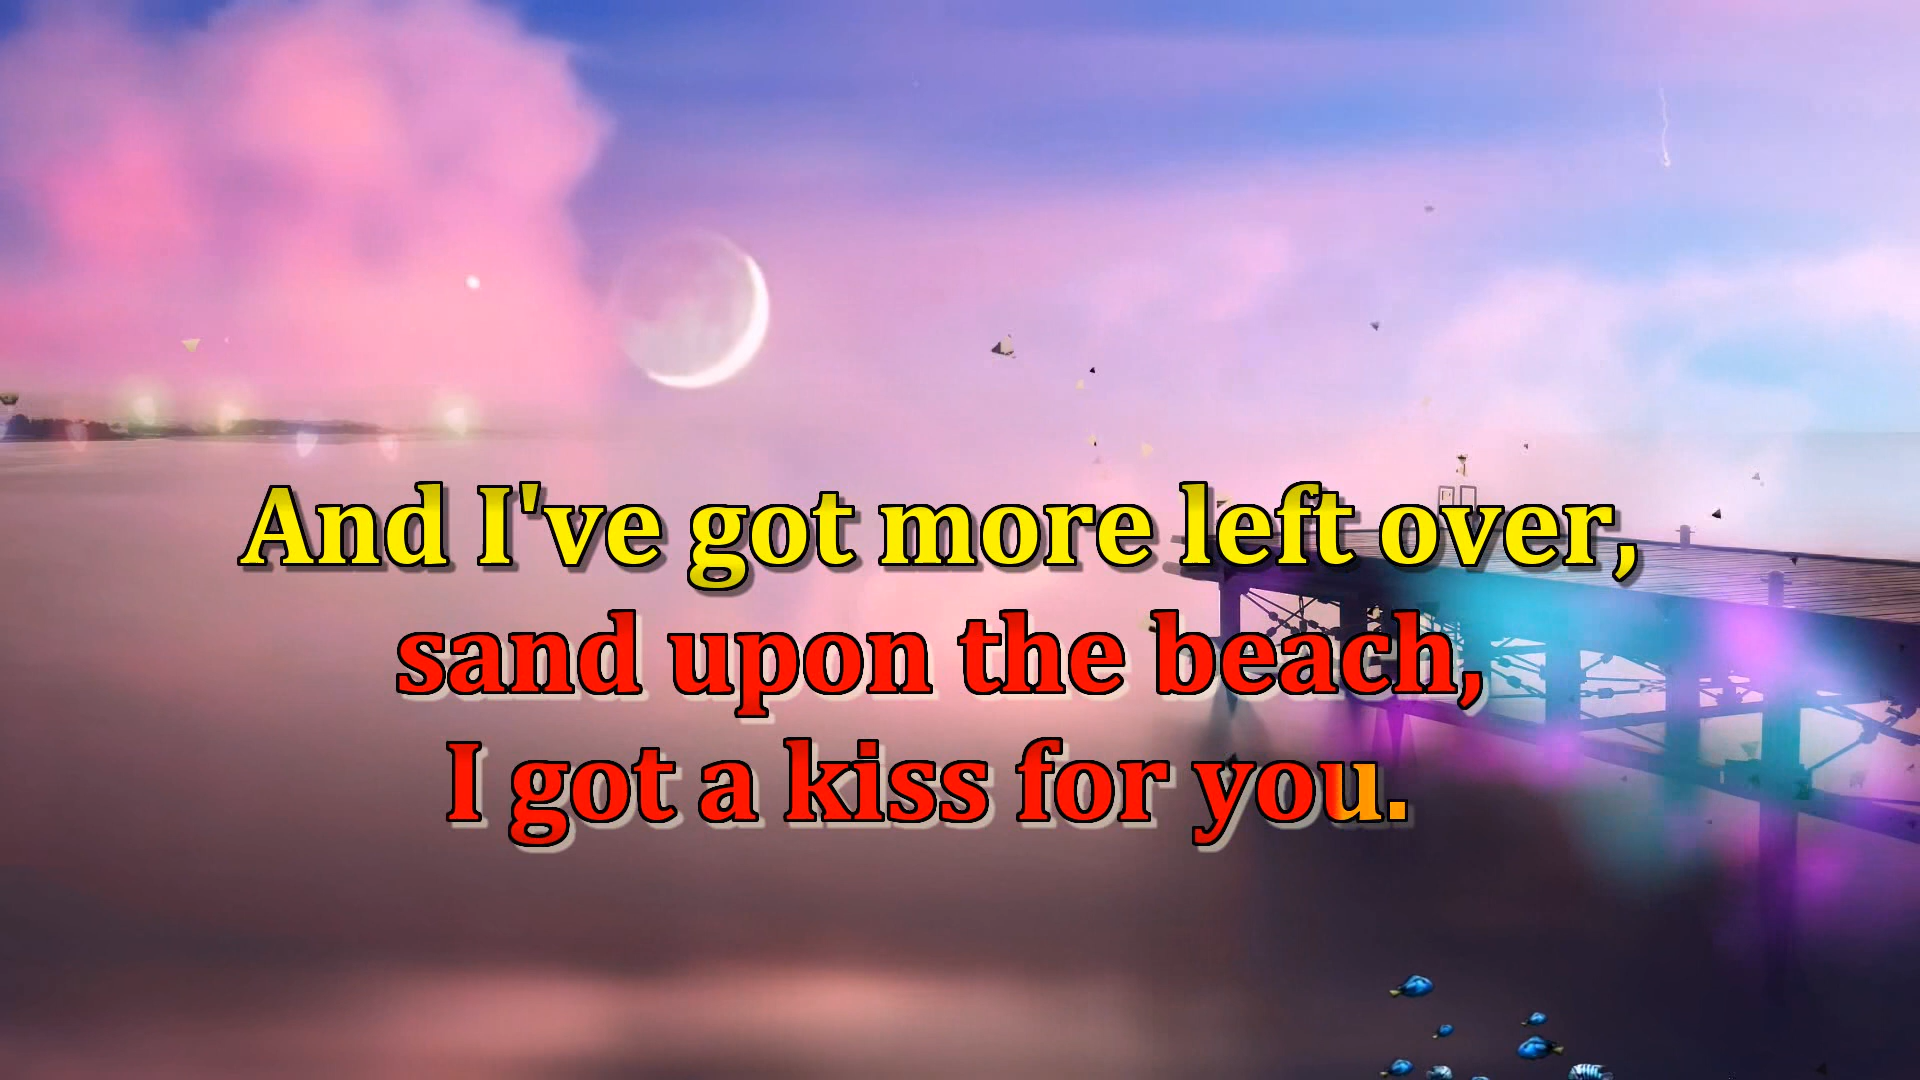 And I've got more left over,
sand upon the beach,
I got a kiss for you.